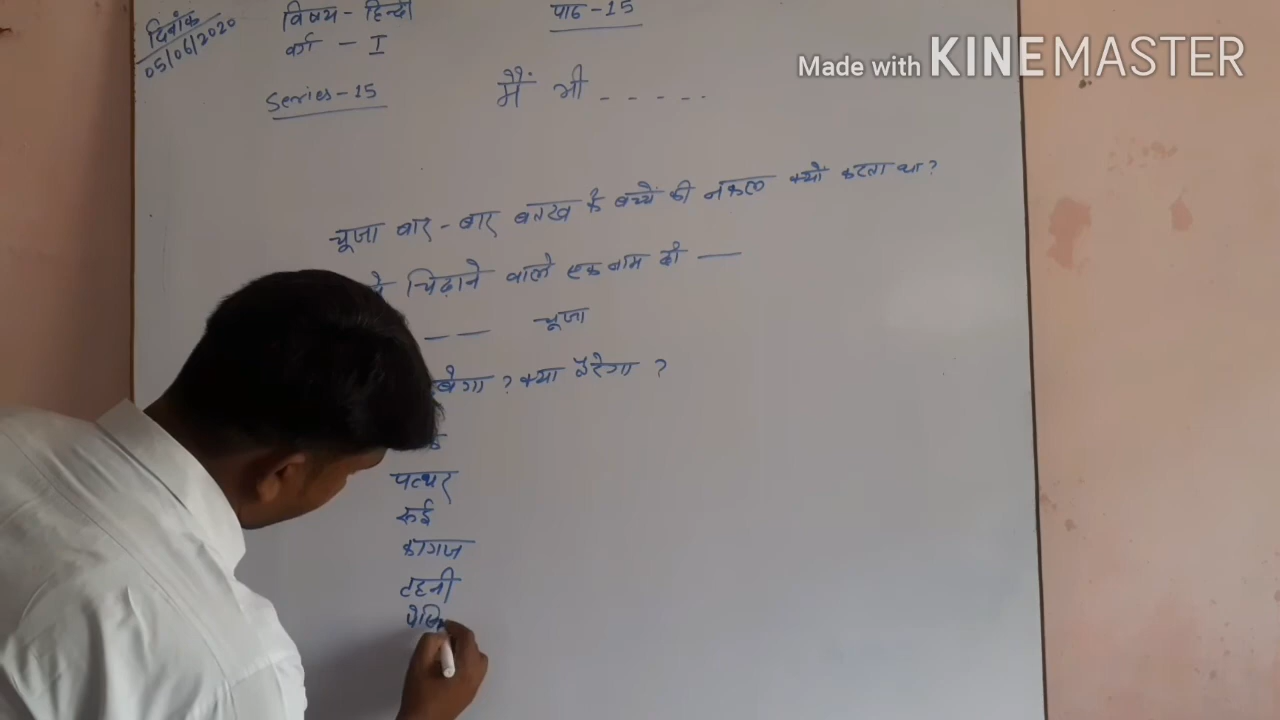 दिनांक
05/06/2020
विषय - हिन्दी
वर्ग - I
पाठ - 15
Made with KINEMASTER
Series - 15
मैं भी - - - - -
चूजा बार - बार बतख के बच्चे की नकल क्यों करता था?
चिढ़ाने वाले एक नाम दो —
— — चूजा
? क्या तैरेगा ?
पत्थर
रूई
कागज
टहनी